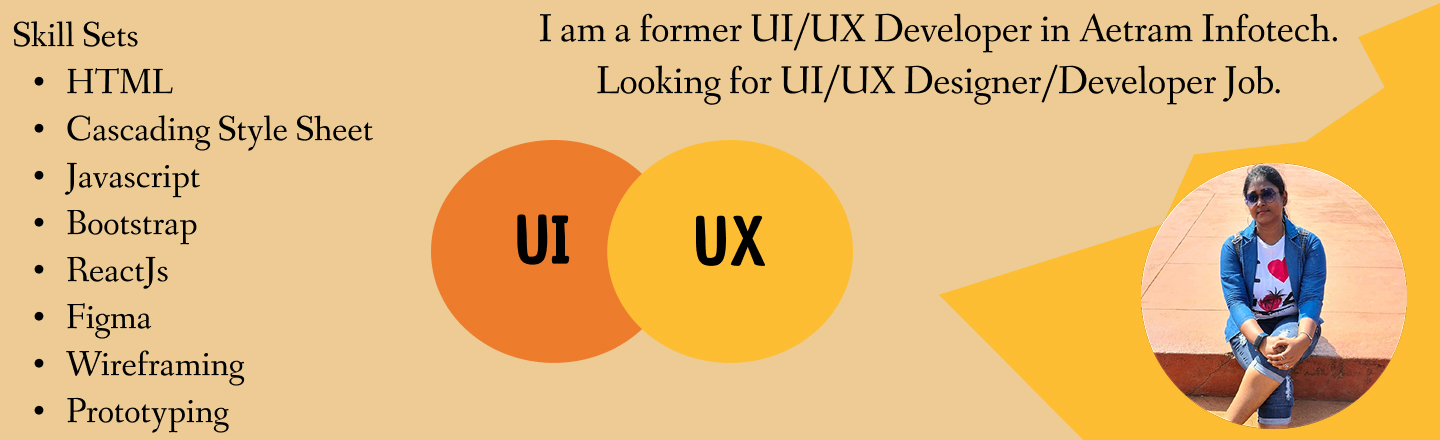 Skill Sets
• HTML
• Cascading Style Sheet
• Javascript
• Bootstrap
• ReactJs
• Figma
• Wireframing
• Prototyping
I am a former UI/UX Developer in Aetram Infotech.
Looking for UI/UX Designer/Developer Job.
UI
UX
I